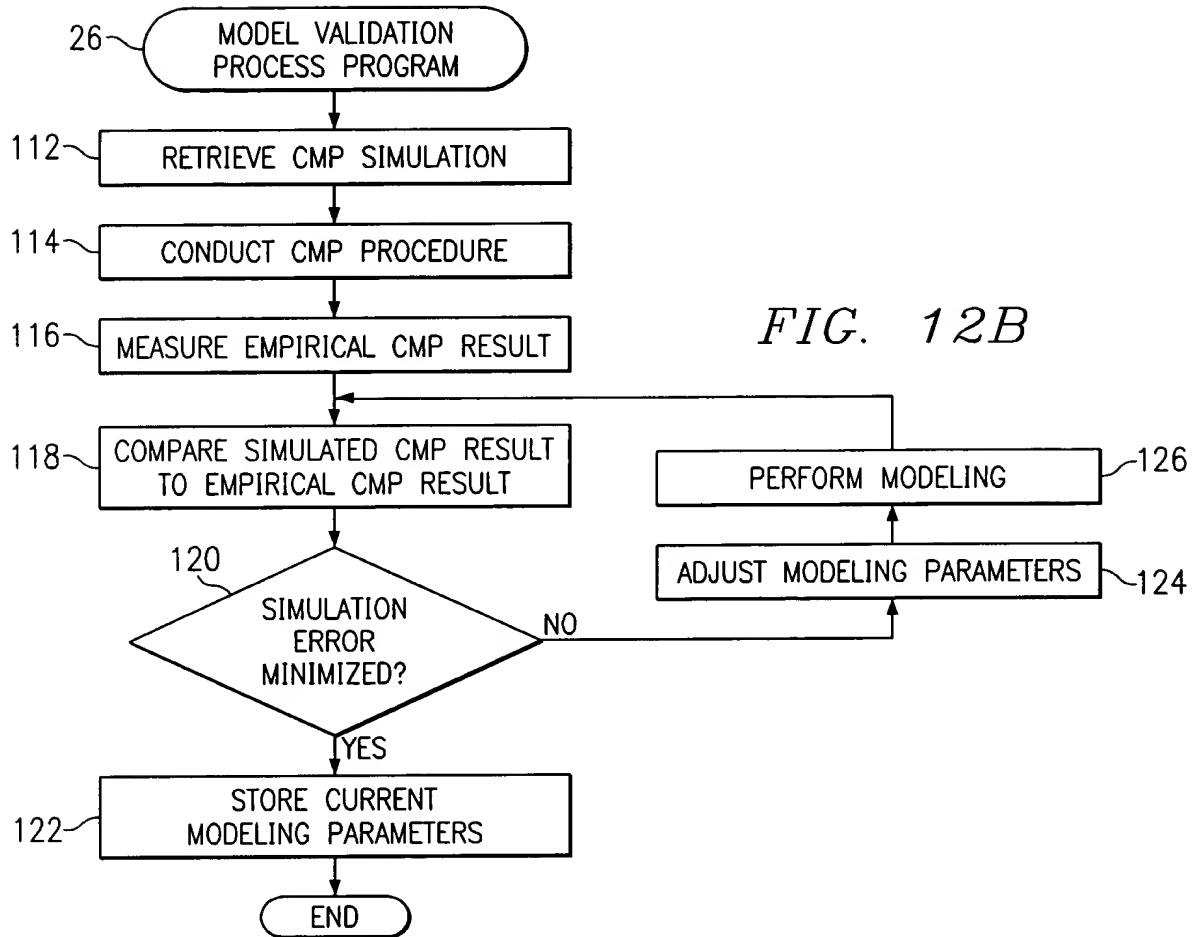 26
MODEL VALIDATION
PROCESS PROGRAM
112
RETRIEVE CMP SIMULATION
114
CONDUCT CMP PROCEDURE
116
MEASURE EMPIRICAL CMP RESULT
FIG. 12B
118
COMPARE SIMULATED CMP RESULT
TO EMPIRICAL CMP RESULT
PERFORM MODELING
126
ADJUST MODELING PARAMETERS
124
120
SIMULATION
ERROR
MINIMIZED?
NO
YES
122
STORE CURRENT
MODELING PARAMETERS
END